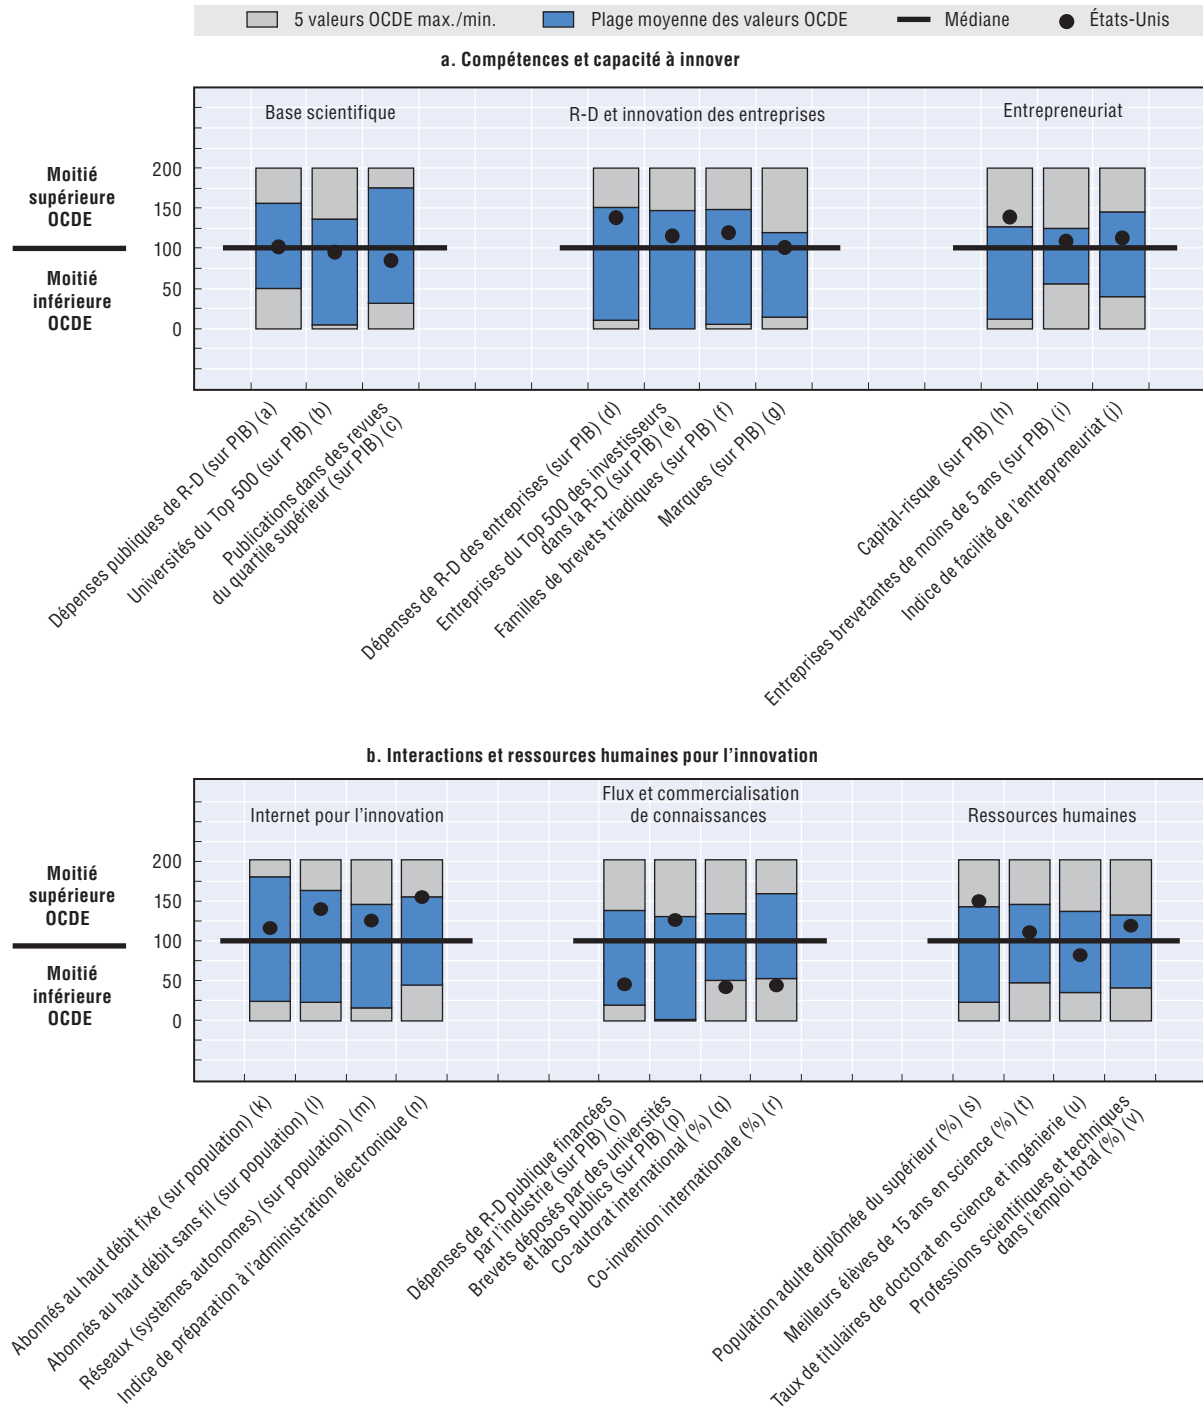 5 valeurs OCDE max./min.
Plage moyenne des valeurs OCDE
Médiane
États-Unis
a. Compétences et capacité à innover
Base scientifique
R-D et innovation des entreprises
Entrepreneuriat
Moitié
supérieure
OCDE
Moitié
inférieure
OCDE
200
150
100
50
0
Dépenses publiques de R-D (sur PIB) (a)
Universités du Top 500 (sur PIB) (b)
Publications dans des revues
du quartile supérieur (sur PIB) (c)
Dépenses de R-D des entreprises (sur PIB) (d)
Entreprises du Top 500 des investisseurs
dans la R-D (sur PIB) (e)
Familles de brevets triadiques (sur PIB) (f)
Marques (sur PIB) (g)
Capital-risque (sur PIB) (h)
Entreprises brevetantes de moins de 5 ans (sur PIB) (i)
Indice de facilité de l'entrepreneuriat (j)
b. Interactions et ressources humaines pour l'innovation
Internet pour l'innovation
Flux et commercialisation
de connaissances
Ressources humaines
Moitié
supérieure
OCDE
Moitié
inférieure
OCDE
200
150
100
50
0
Abonnés au haut débit fixe (sur population) (k)
Abonnés au haut débit sans fil (sur population) (l)
Réseaux (systèmes autonomes) (sur population) (m)
Indice de préparation à l'administration électronique (n)
Dépenses de R-D publique financées
par l'industrie (sur PIB) (o)
Brevets déposés par des universités
et labos publics (sur PIB) (p)
Co-autorat international (%) (q)
Co-invention internationale (%) (r)
Population adulte diplômée du supérieur (%) (s)
Meilleurs élèves de 15 ans en science (%) (t)
Taux de titulaires de doctorat en science et ingénierie (u)
Professions scientifiques et techniques
dans l'emploi total (%) (v)